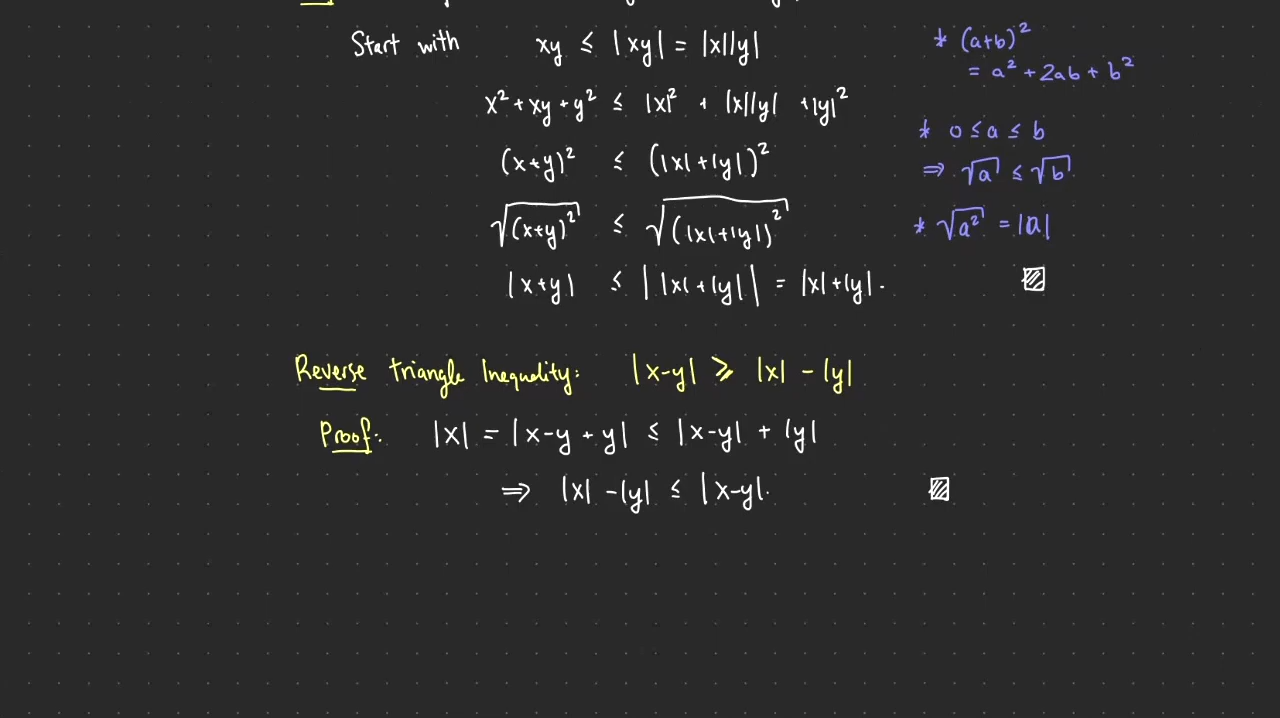 Start with xy ≤ |xy| = |x||y|
x² + xy + y² ≤ |x|² + |x||y| + |y|²
(x+y)² ≤ (|x|+|y|)²
√(x+y)² ≤ √(|x|+|y|)²
|x+y| ≤ ||x|+|y|| = |x|+|y|.
* (a+b)²
= a² + 2ab + b²
* 0 ≤ a ≤ b
⇒ √a ≤ √b
* √a² = |a|
Reverse triangle Inequality: |x-y| ≥ |x| - |y|
Proof: |x| = |x-y+y| ≤ |x-y| + |y|
⇒ |x| - |y| ≤ |x-y|.